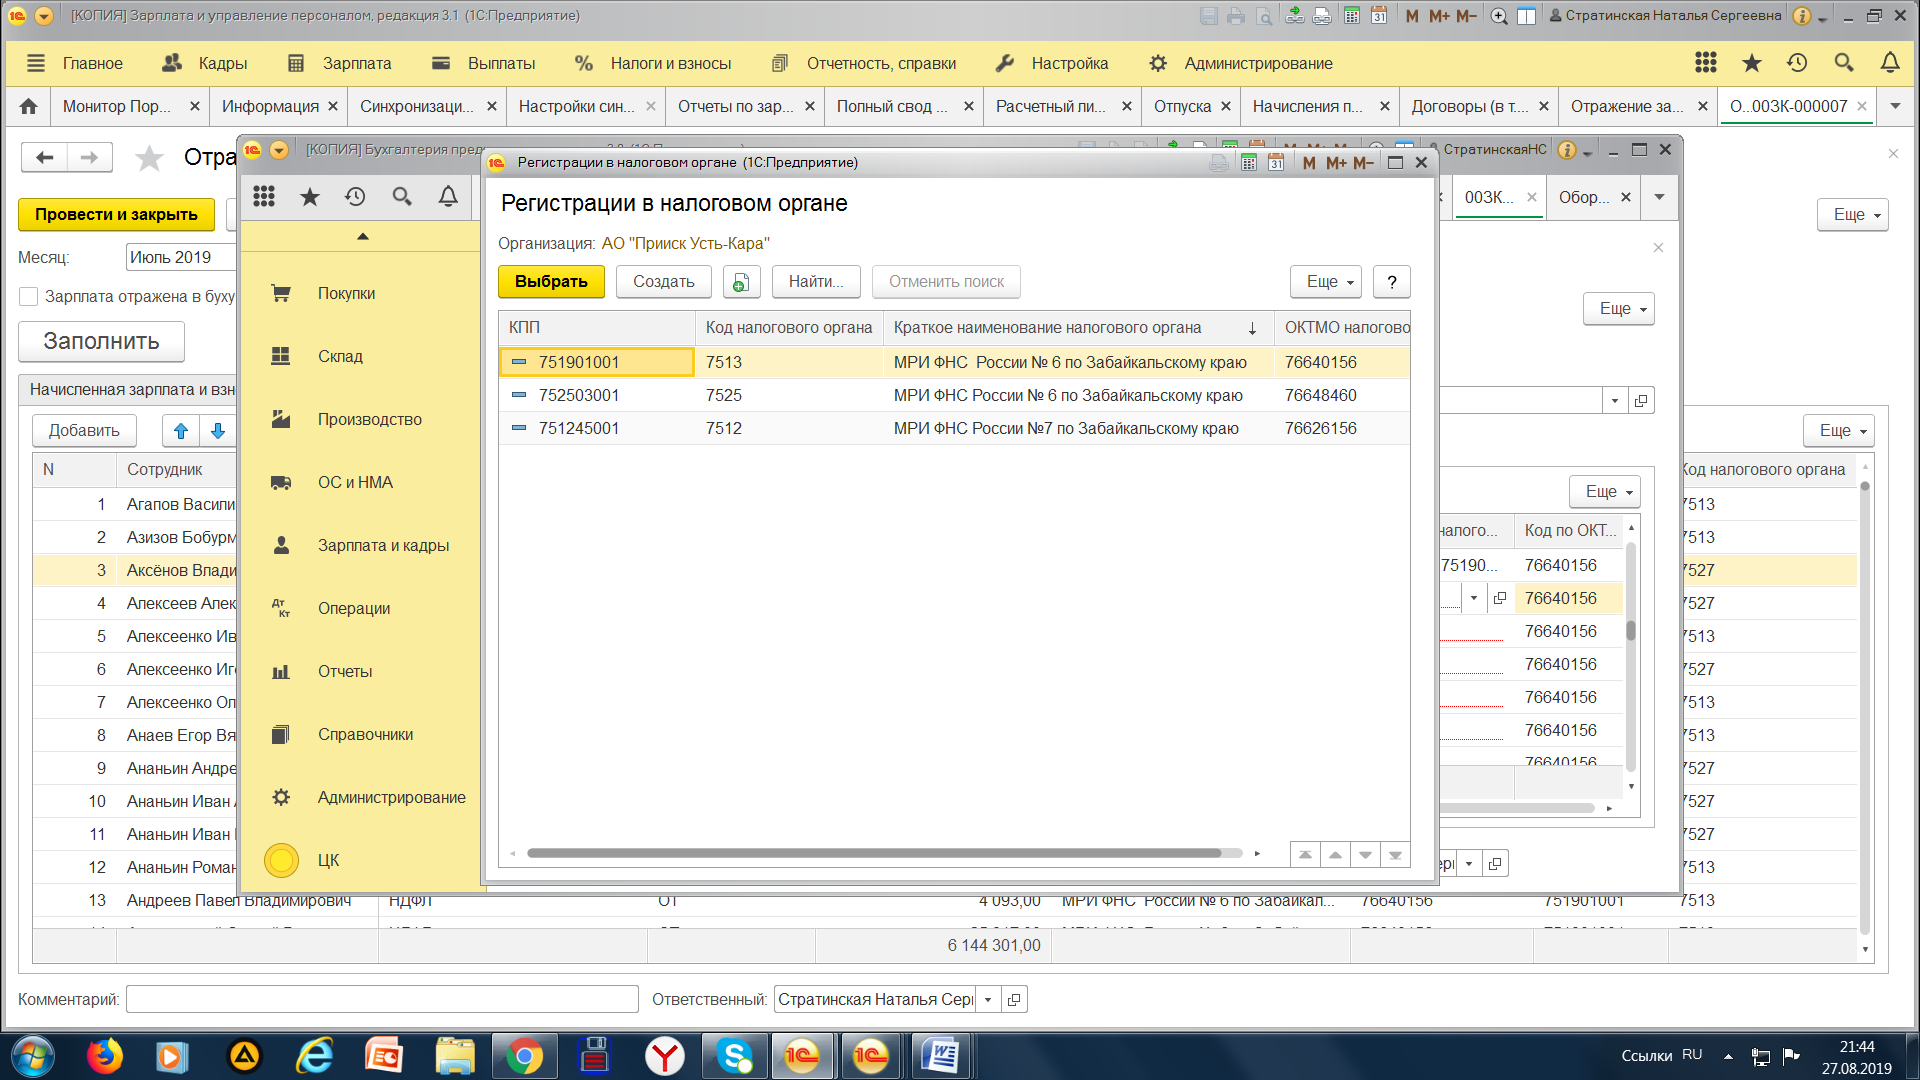 [КОПИЯ] Зарплата и управление персоналом, редакция 3.1 (1С:Предприятие)
M M+ M−
Стратинская Наталья Сергеевна
Главное Кадры Зарплата Выплаты Налоги и взносы Отчетность, справки Настройка Администрирование
Монитор Пор... Информация Синхронизаци... Настройки син... Отчеты по зар... Полный свод ... Расчетный ли... Отпуска Начисления п... Договоры (в т.... Отражение за... О..00ЗК-000007
Отра
Провести и закрыть
Еще
Месяц: Июль 2019
Зарплата отражена в буху
Заполнить
Начисленная зарплата и взно
Добавить
Еще
N Сотрудник Код налогового органа
1 Агапов Васили 7513
2 Азизов Бобурм 7513
3 Аксёнов Влади 7527
4 Алексеев Алек 7527
5 Алексеенко Ив 7513
6 Алексеенко Иго 7527
7 Алексеенко Ол 7513
8 Анаев Егор Вя 7513
9 Ананьин Андре 7527
10 Ананьин Иван 7527
11 Ананьин Иван 7527
12 Ананьин Роман 7513
13 Андреев Павел Владимирович НДФЛ ОТ 4 093,00 МРИ ФНС России № 6 по Забайкал... 76640156 751901001 7513
6 144 301,00
Комментарий:
Ответственный: Стратинская Наталья Серг
[КОПИЯ] Бухгалтерия пред
СтратинскаяНС
00ЗК... Обор...
Еще
Покупки
Склад
Производство
ОС и НМА
Зарплата и кадры
Операции
Отчеты
Справочники
Администрирование
ЦК
Еще
налого... Код по ОКТ...
75190... 76640156
76640156
76640156
76640156
76640156
76640156
76640156
Регистрации в налоговом органе (1С:Предприятие)
M M+ M−
Регистрации в налоговом органе
Организация: АО "Прииск Усть-Кара"
Выбрать Создать Найти... Отменить поиск Еще ?
КПП Код налогового органа Краткое наименование налогового органа ↓ ОКТМО налогово
751901001 7513 МРИ ФНС России № 6 по Забайкальскому краю 76640156
752503001 7525 МРИ ФНС России № 6 по Забайкальскому краю 76648460
751245001 7512 МРИ ФНС России №7 по Забайкальскому краю 76626156
Ссылки RU
21:44
27.08.2019